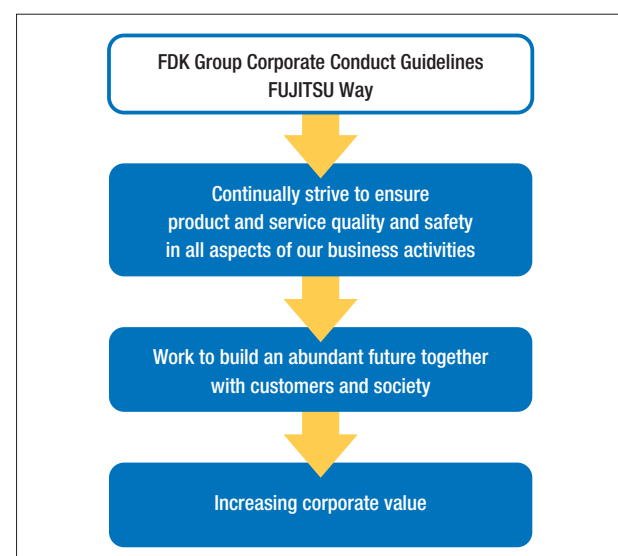 FDK Group Corporate Conduct Guidelines
FUJITSU Way
Continually strive to ensure
product and service quality and safety
in all aspects of our business activities
Work to build an abundant future together
with customers and society
Increasing corporate value